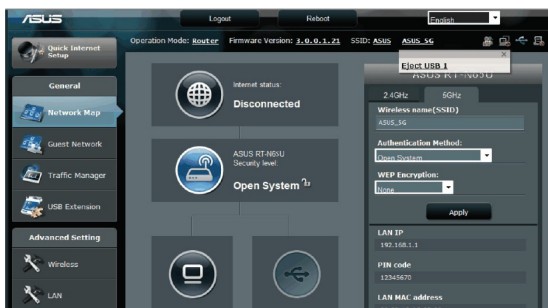 ASUS
Logout
Reboot
English
Quick Internet
Setup
Operation Mode: Router Firmware Version: 3.0.0.1.21 SSID: ASUS ASUS_5G
Eject USB 1
General
Network Map
Guest Network
Traffic Manager
USB Extension
Advanced Setting
Wireless
LAN
Internet status:
Disconnected
ASUS RT-N65U
Security level:
Open System
ASUS RT-N65U
2.4GHz
5GHz
Wireless name(SSID)
ASUS_5G
Authentication Method:
Open System
WEP Encryption:
None
Apply
LAN IP
192.168.1.1
PIN code
12345670
LAN MAC address